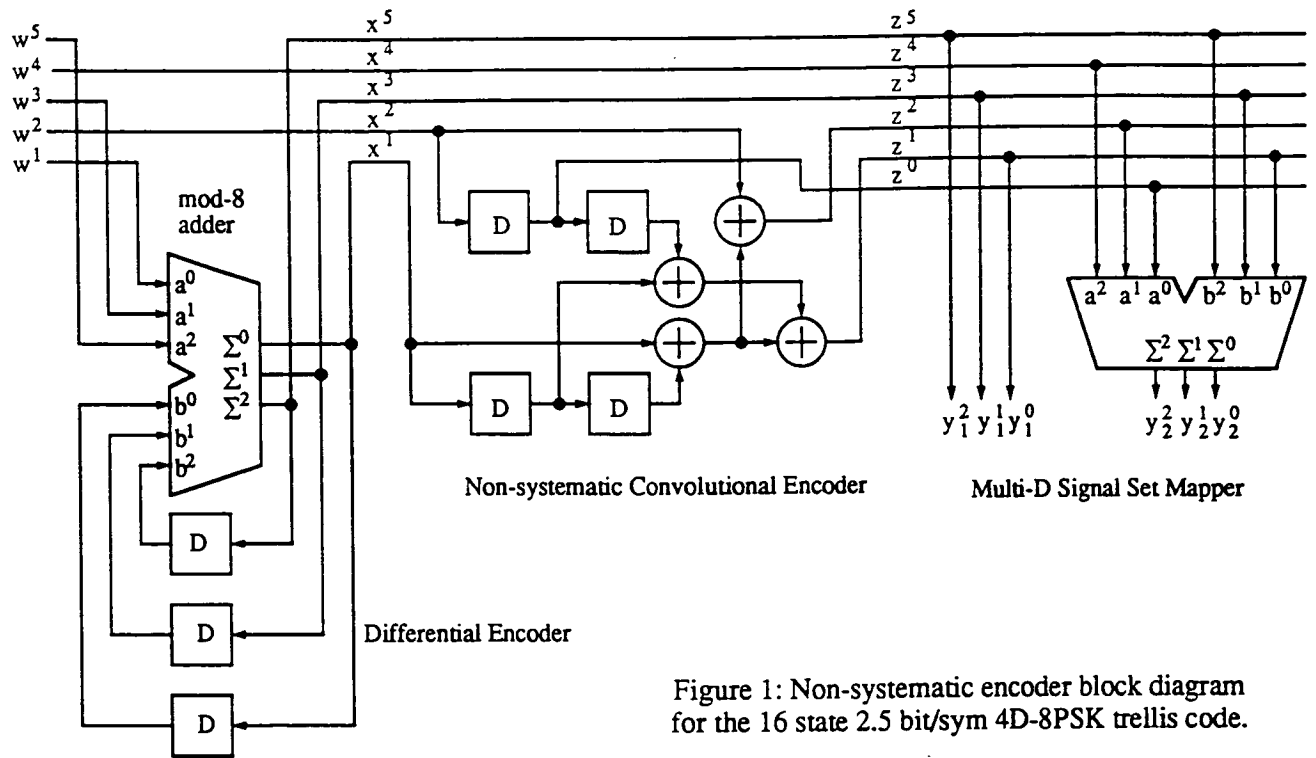 w⁵ x⁵ z⁵
w⁴ x⁴ z⁴
w³ x³ z³
w² x² z²
w¹ x¹ z¹
z⁰
mod-8
adder
a⁰
a¹
a²
Σ⁰
Σ¹
Σ²
b⁰
b¹
b²
D
D
D
Differential Encoder
D D
D D
Non-systematic Convolutional Encoder
a² a¹ a⁰ b² b¹ b⁰
Σ² Σ¹ Σ⁰
y₁² y₁¹ y₁⁰ y₂² y₂¹ y₂⁰
Multi-D Signal Set Mapper
Figure 1: Non-systematic encoder block diagram
for the 16 state 2.5 bit/sym 4D-8PSK trellis code.